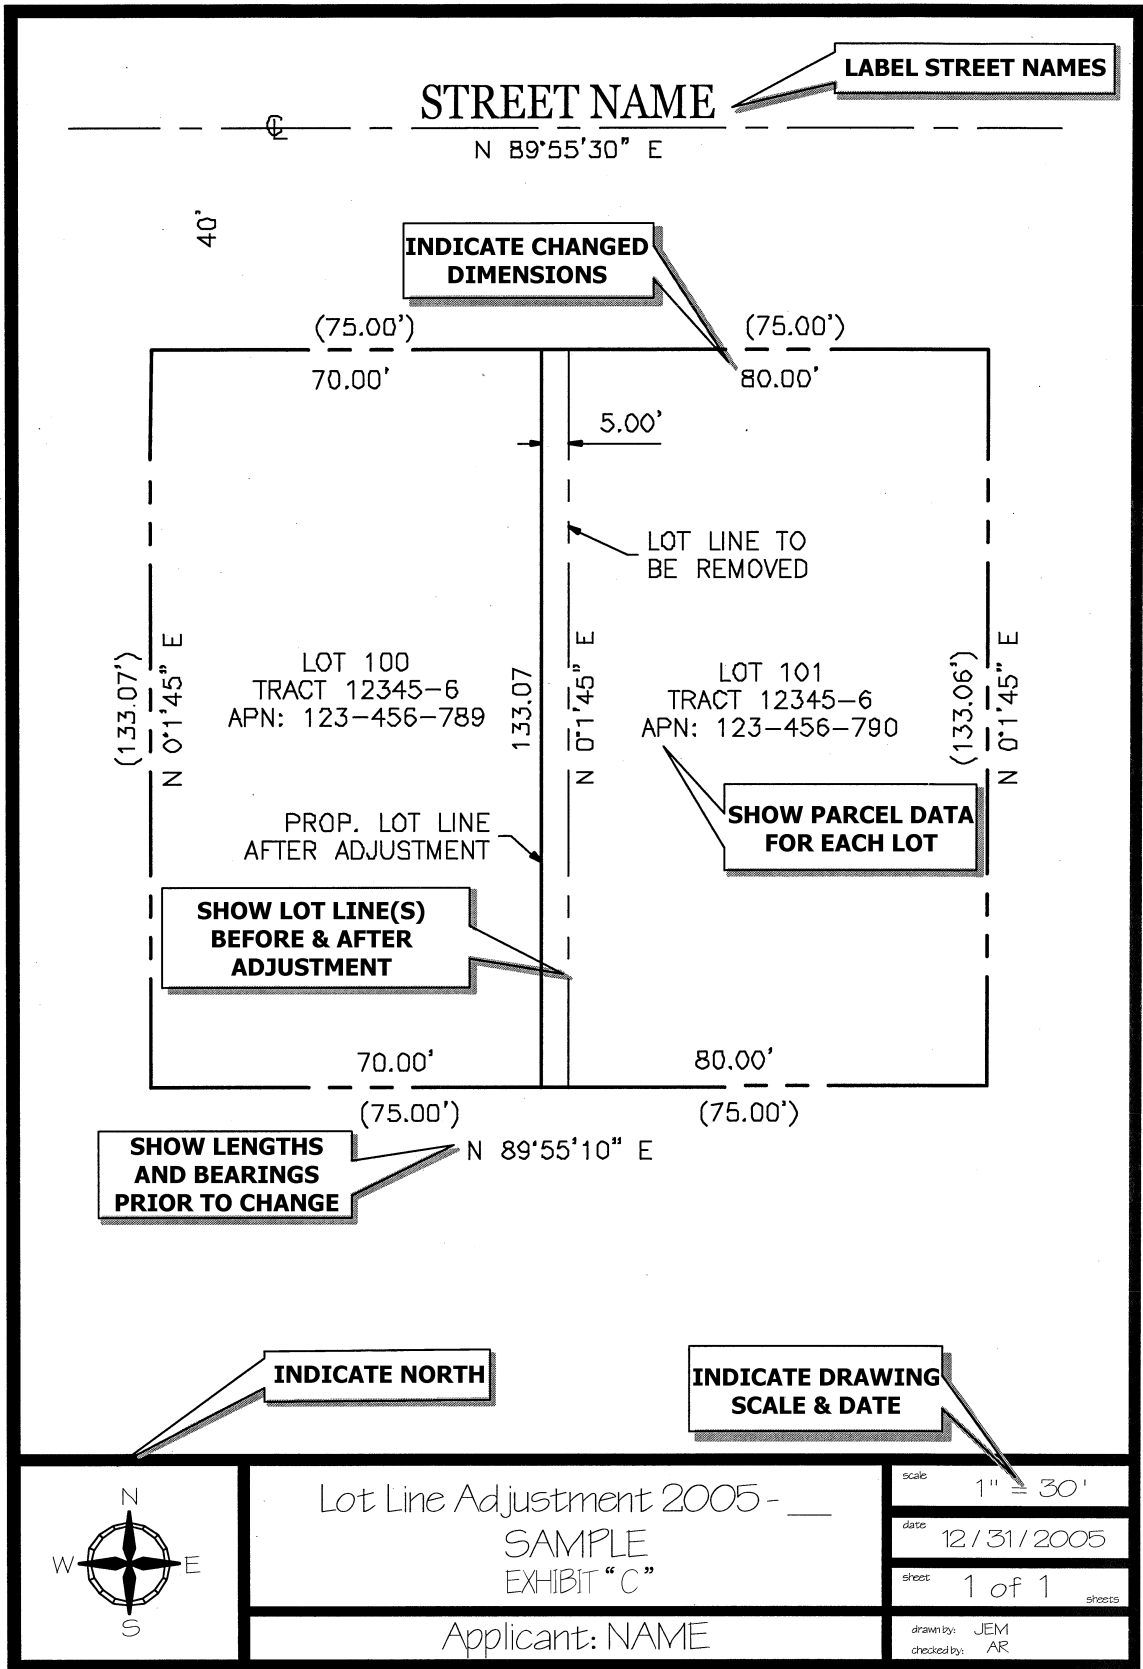 LABEL STREET NAMES
STREET NAME
℄
N 89°55'30" E
40'
INDICATE CHANGED
DIMENSIONS
(75.00')
(75.00')
70.00'
80.00'
5.00'
LOT LINE TO
BE REMOVED
(133.07')
N 0°1'45" E
LOT 100
TRACT 12345-6
APN: 123-456-789
133.07
N 0°1'45" E
LOT 101
TRACT 12345-6
APN: 123-456-790
(133.06')
N 0°1'45" E
SHOW PARCEL DATA
FOR EACH LOT
PROP. LOT LINE
AFTER ADJUSTMENT
SHOW LOT LINE(S)
BEFORE & AFTER
ADJUSTMENT
70.00'
80.00'
(75.00')
(75.00')
SHOW LENGTHS
AND BEARINGS
PRIOR TO CHANGE
N 89°55'10" E
INDICATE NORTH
INDICATE DRAWING
SCALE & DATE
N
W E
S
Lot Line Adjustment 2005-___
SAMPLE
EXHIBIT "C"
Applicant: NAME
scale 1" = 30'
date 12/31/2005
sheet 1 of 1 sheets
drawn by: JEM
checked by: AR